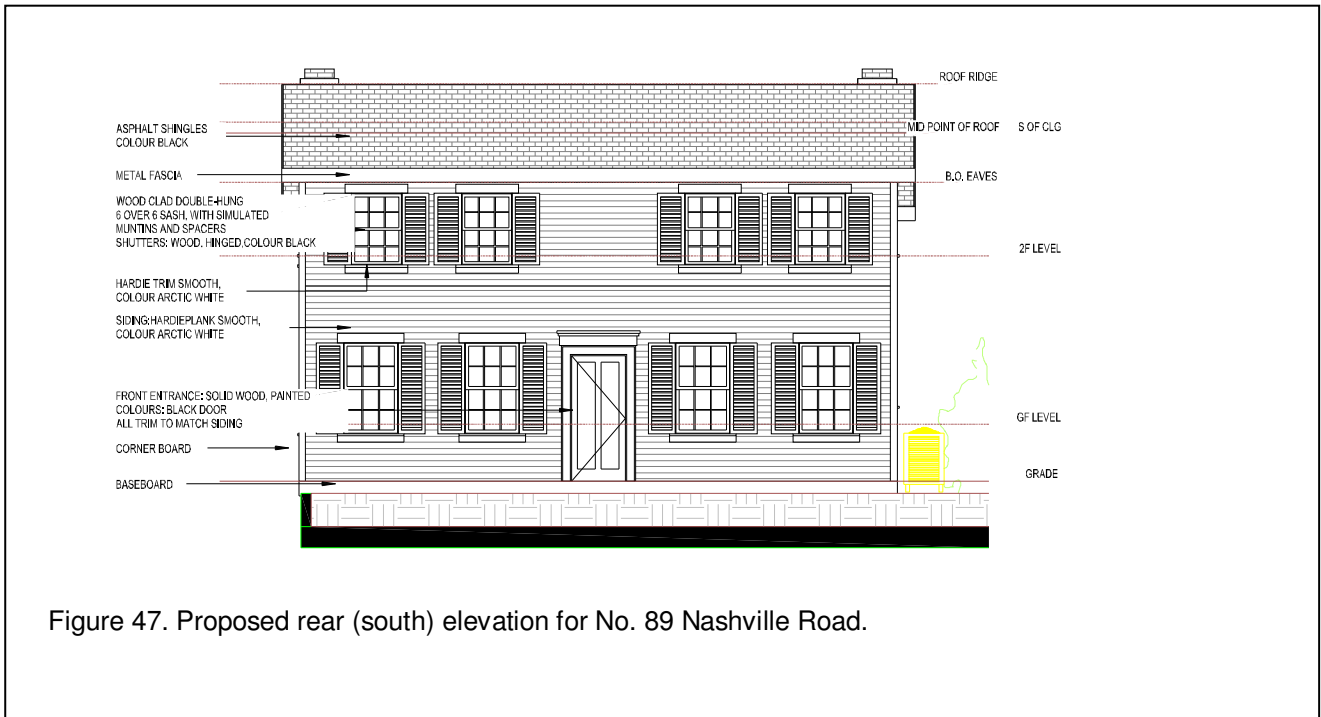 ROOF RIDGE
ASPHALT SHINGLES
COLOUR BLACK
MID POINT OF ROOF S OF CLG
METAL FASCIA
B.O. EAVES
WOOD CLAD DOUBLE-HUNG
6 OVER 6 SASH, WITH SIMULATED
MUNTINS AND SPACERS
SHUTTERS: WOOD, HINGED,COLOUR BLACK
2F LEVEL
HARDIE TRIM SMOOTH,
COLOUR ARCTIC WHITE
SIDING:HARDIEPLANK SMOOTH,
COLOUR ARCTIC WHITE
FRONT ENTRANCE: SOLID WOOD, PAINTED
COLOURS: BLACK DOOR
ALL TRIM TO MATCH SIDING
GF LEVEL
CORNER BOARD
GRADE
BASEBOARD
Figure 47. Proposed rear (south) elevation for No. 89 Nashville Road.